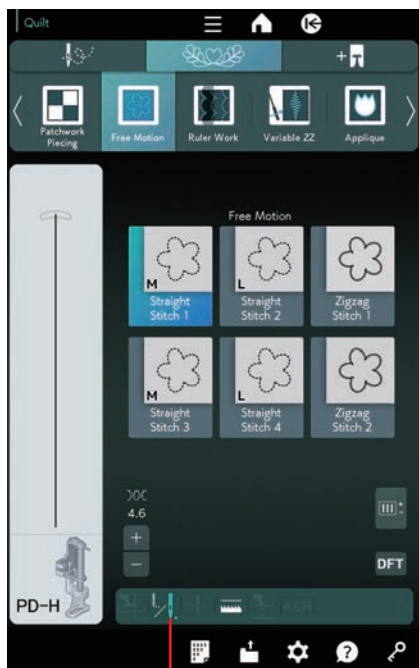 Quilt
Patchwork
Piecing
Free Motion
Ruler Work
Variable ZZ
Applique
Free Motion
M
Straight
Stitch 1
L
Straight
Stitch 2
Zigzag
Stitch 1
M
Straight
Stitch 3
L
Straight
Stitch 4
Zigzag
Stitch 2
4.6
+
−
DFT
PD-H
ASR
?